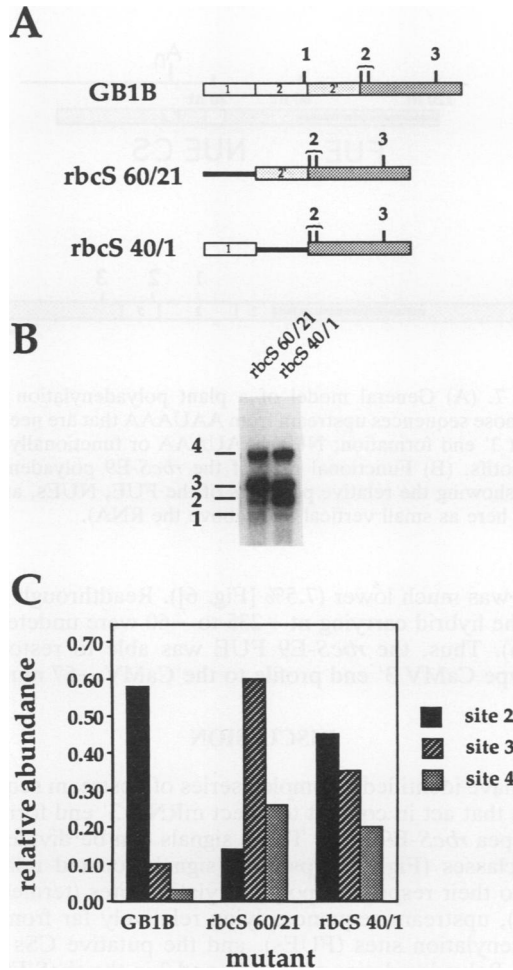 A
1 2 3
GB1B
1 2 2'
2 3
rbcS 60/21
2'
2 3
rbcS 40/1
1
B
rbcS 60/21
rbcS 40/1
4
3
2
1
C
relative abundance
0.70
0.60
0.50
0.40
0.30
0.20
0.10
0.00
site 2
site 3
site 4
GB1B rbcS 60/21 rbcS 40/1
mutant